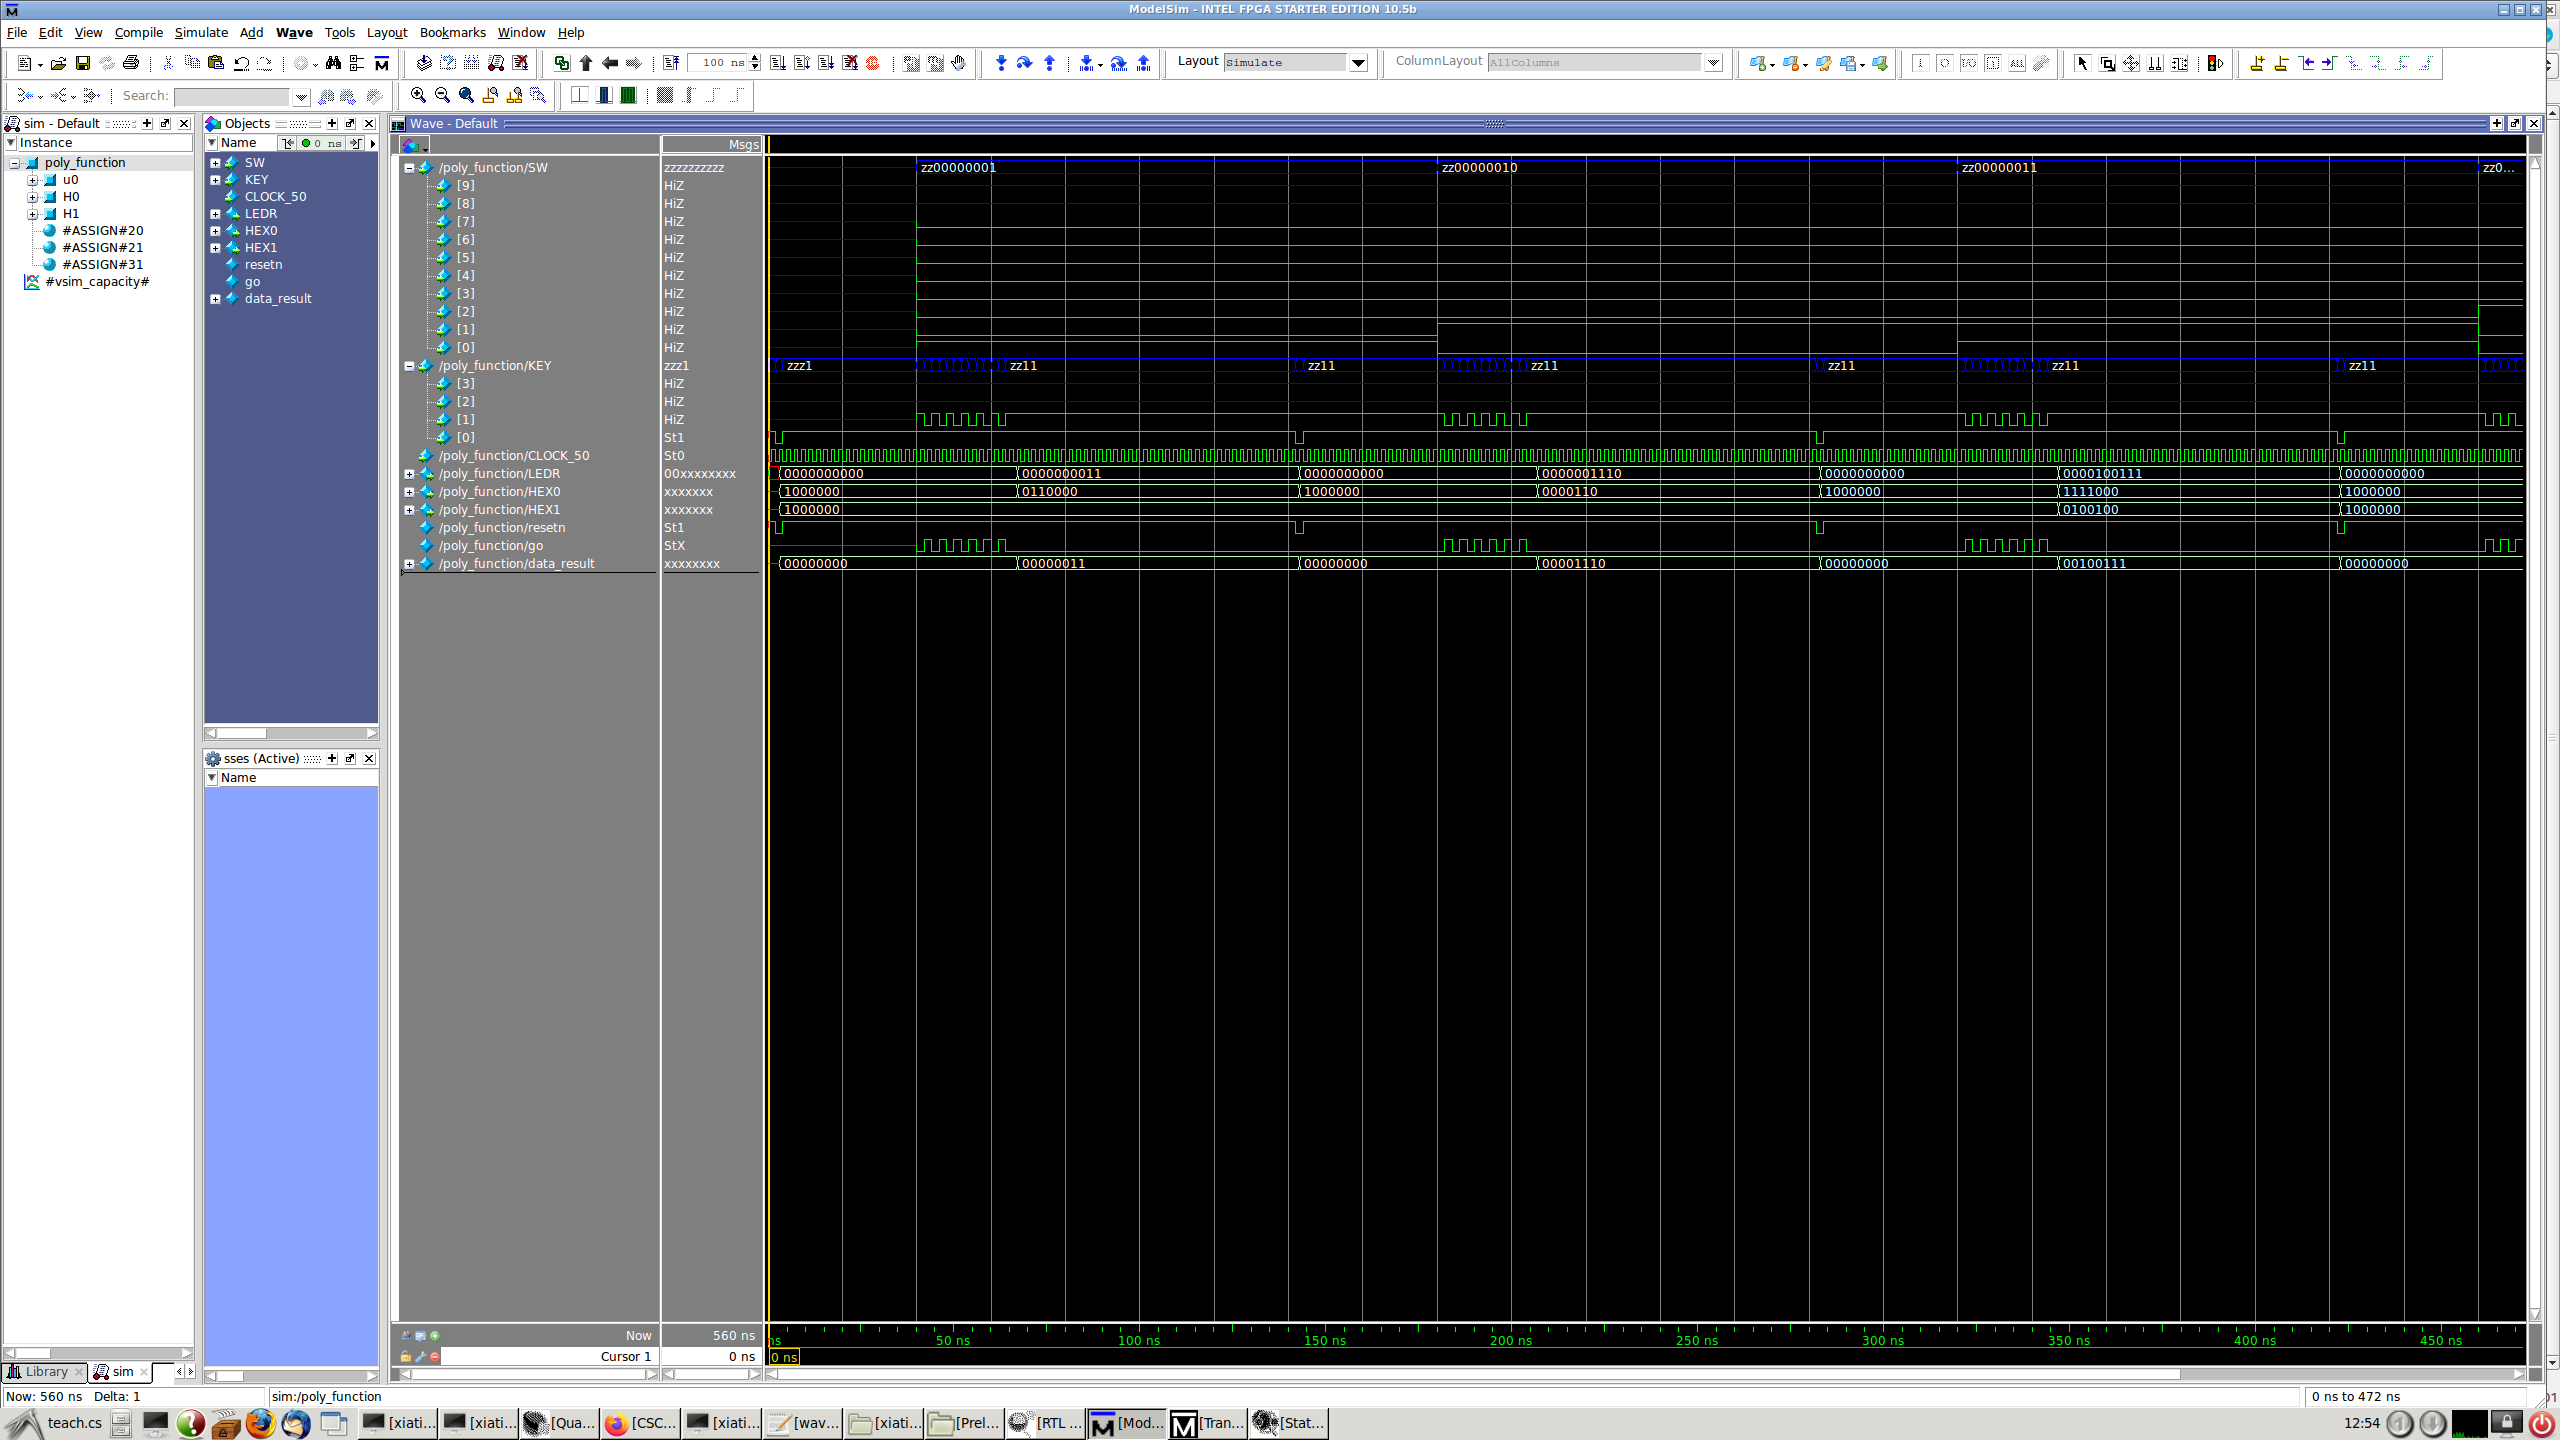 ModelSim - INTEL FPGA STARTER EDITION 10.5b
File Edit View Compile Simulate Add Wave Tools Layout Bookmarks Window Help
100 ns Layout Simulate ColumnLayout AllColumns
Search:
sim - Default
Instance
poly_function
u0
H0
H1
#ASSIGN#20
#ASSIGN#21
#ASSIGN#31
#vsim_capacity#
Library sim
Objects
Name 0 ns
SW
KEY
CLOCK_50
LEDR
HEX0
HEX1
resetn
go
data_result
sses (Active)
Name
Wave - Default
Msgs
/poly_function/SW zzzzzzzzzz zz00000001 zz00000010 zz00000011 zz0...
[9] HiZ
[8] HiZ
[7] HiZ
[6] HiZ
[5] HiZ
[4] HiZ
[3] HiZ
[2] HiZ
[1] HiZ
[0] HiZ
/poly_function/KEY zzz1 zzz1 zz11 zz11 zz11 zz11 zz11 zz11
[3] HiZ
[2] HiZ
[1] HiZ
[0] St1
/poly_function/CLOCK_50 St0
/poly_function/LEDR 00xxxxxxxx 0000000000 0000000011 0000000000 0000001110 0000000000 0000100111 0000000000
/poly_function/HEX0 xxxxxxx 1000000 0110000 1000000 0000110 1000000 1111000 1000000
/poly_function/HEX1 xxxxxxx 1000000 0100100 1000000
/poly_function/resetn St1
/poly_function/go StX
/poly_function/data_result xxxxxxxx 00000000 00000011 00000000 00001110 00000000 00100111 00000000
Now 560 ns ns 50 ns 100 ns 150 ns 200 ns 250 ns 300 ns 350 ns 400 ns 450 ns
Cursor 1 0 ns 0 ns
Now: 560 ns Delta: 1 sim:/poly_function 0 ns to 472 ns
teach.cs [xiati... [xiati... [Qua... [CSC... [xiati... [wav... [xiati... [Prel... [RTL ... [Mod... [Tran... [Stat... 12:54 1 2